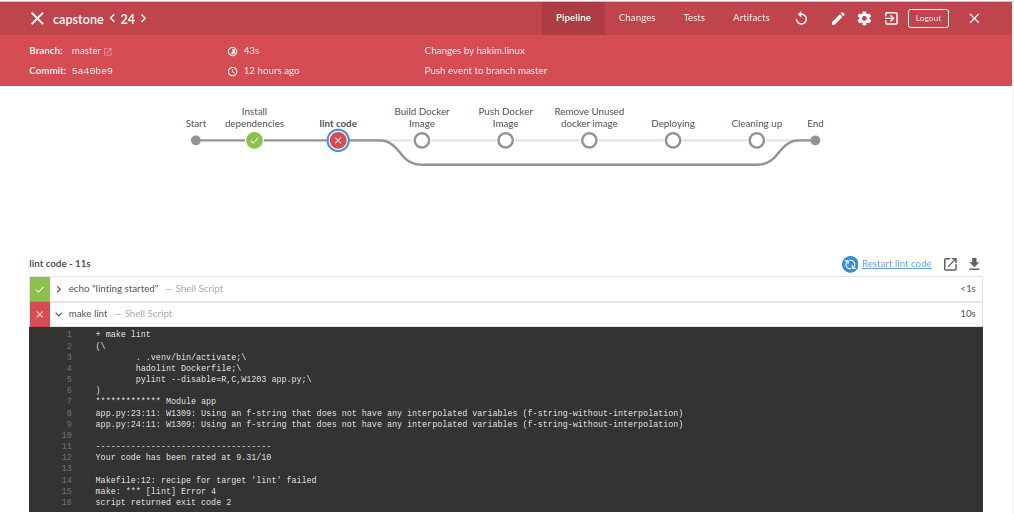 capstone < 24 >
Pipeline Changes Tests Artifacts Logout
Branch: master 43s Changes by hakim.linux
Commit: 5a40be9 12 hours ago Push event to branch master
Start
Install dependencies
lint code
Build Docker Image
Push Docker Image
Remove Unused docker image
Deploying
Cleaning up
End
lint code - 11s Restart lint code
echo "linting started" — Shell Script <1s
make lint — Shell Script 10s
1 + make lint
2 (\
3 . .venv/bin/activate;\
4 hadolint Dockerfile;\
5 pylint --disable=R,C,W1203 app.py;\
6 )
7 ************* Module app
8 app.py:23:11: W1309: Using an f-string that does not have any interpolated variables (f-string-without-interpolation)
9 app.py:24:11: W1309: Using an f-string that does not have any interpolated variables (f-string-without-interpolation)
10
11 -----------------------------------
12 Your code has been rated at 9.31/10
13
14 Makefile:12: recipe for target 'lint' failed
15 make: *** [lint] Error 4
16 script returned exit code 2